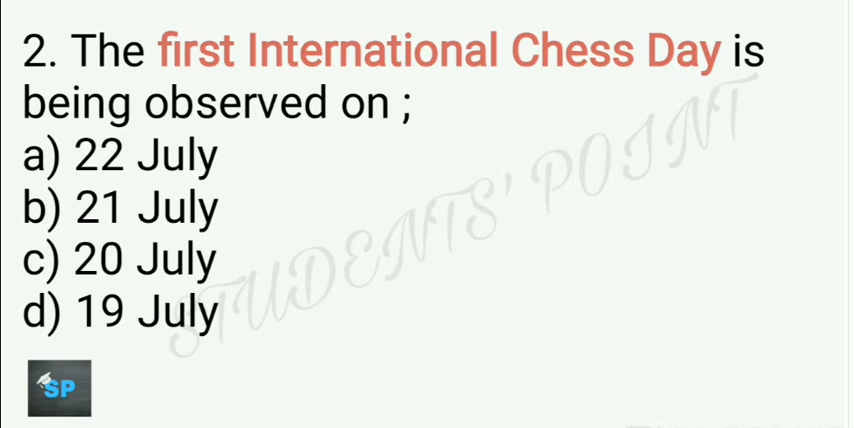 2. The first International Chess Day is
being observed on ;
a) 22 July
b) 21 July
c) 20 July
d) 19 July
STUDENTS' POINT
SP